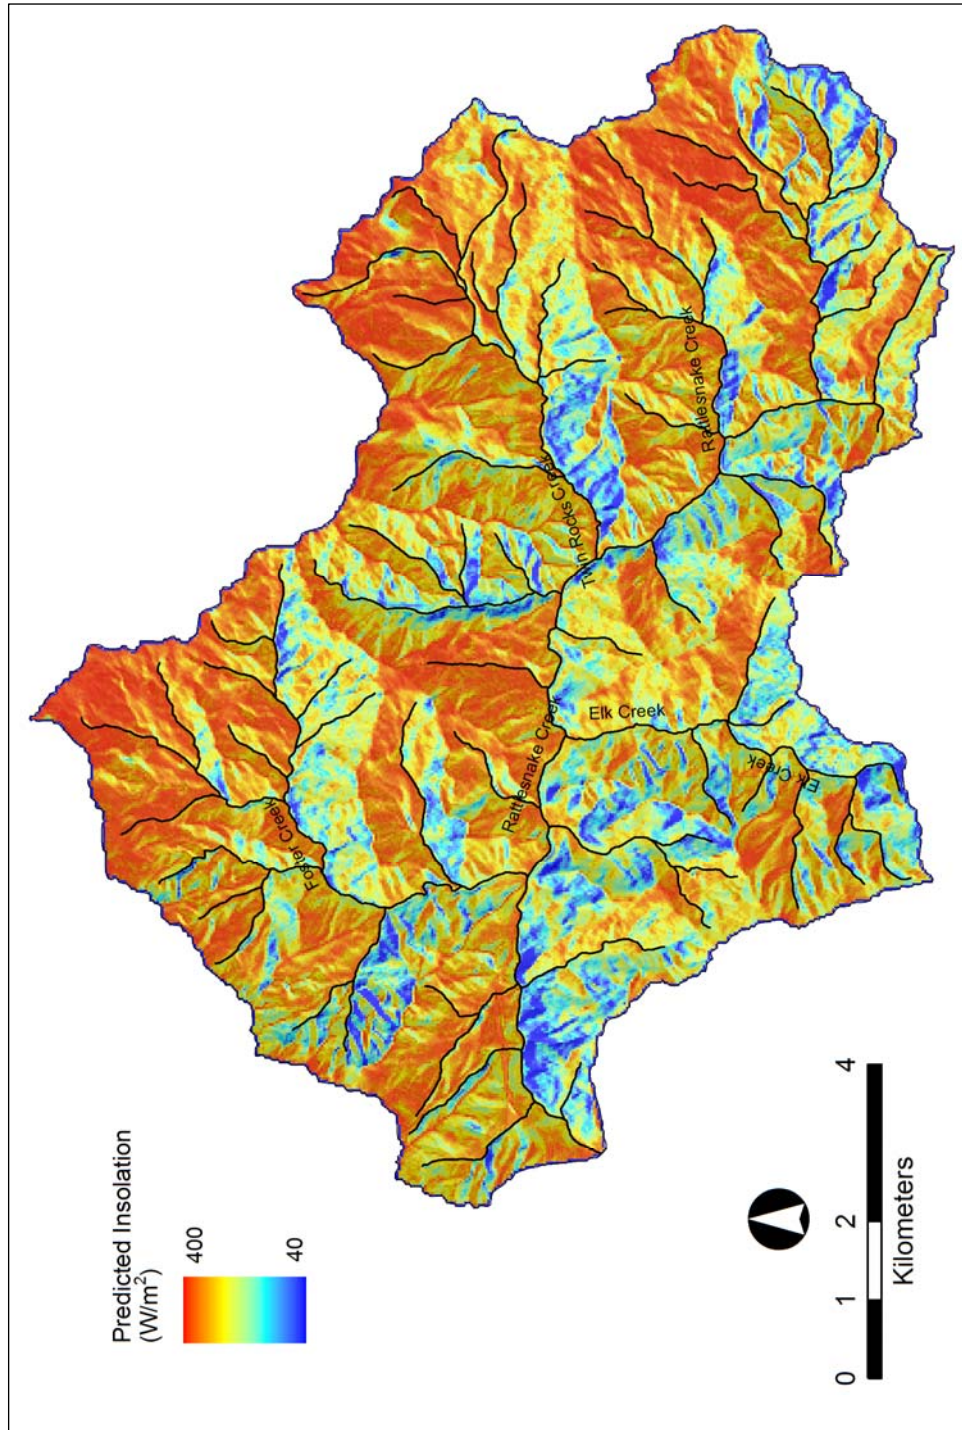 Predicted Insolation
(W/m²)
400
40
Foster Creek
Rattlesnake Creek
Elk Creek
Elk Creek
Twin Rocks Creek
Rattlesnake Creek
0 1 2 4
Kilometers